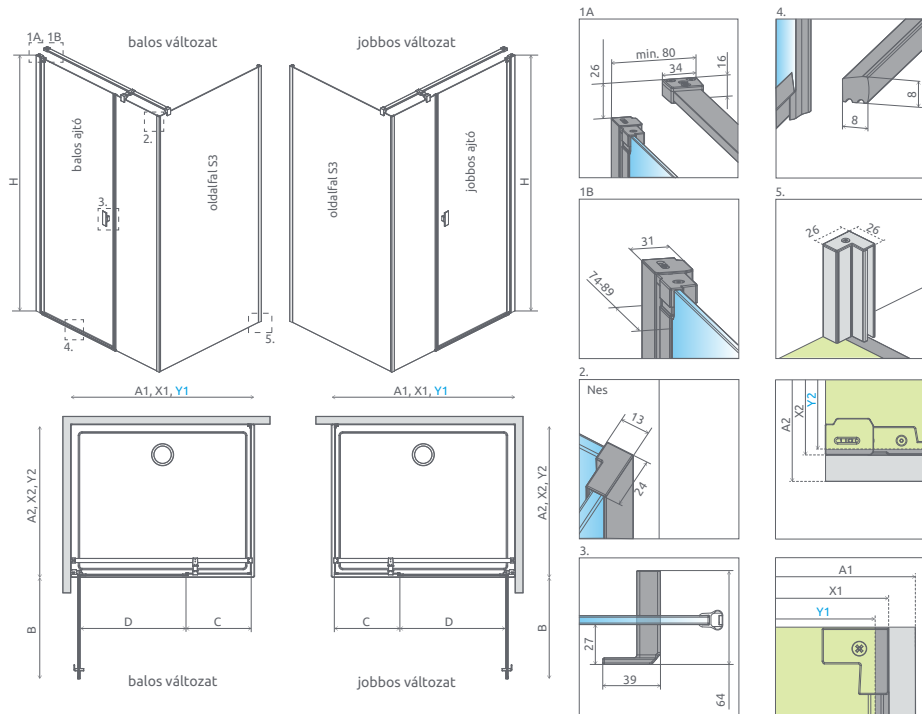 balos változat
jobbos változat
1A, 1B
2.
3.
4.
5.
H
balos ajtó
oldalfal S3
oldalfal S3
jobbos ajtó
H
A1, X1, Y1
A2, X2, Y2
B
D
C
balos változat
A1, X1, Y1
A2, X2, Y2
B
C
D
jobbos változat
1A
min. 80
34
26
16
1B
31
74-89
2.
Nes
13
24
3.
27
39
64
4.
8
8
5.
26
26
A2
X2
Y2
A1
X1
Y1